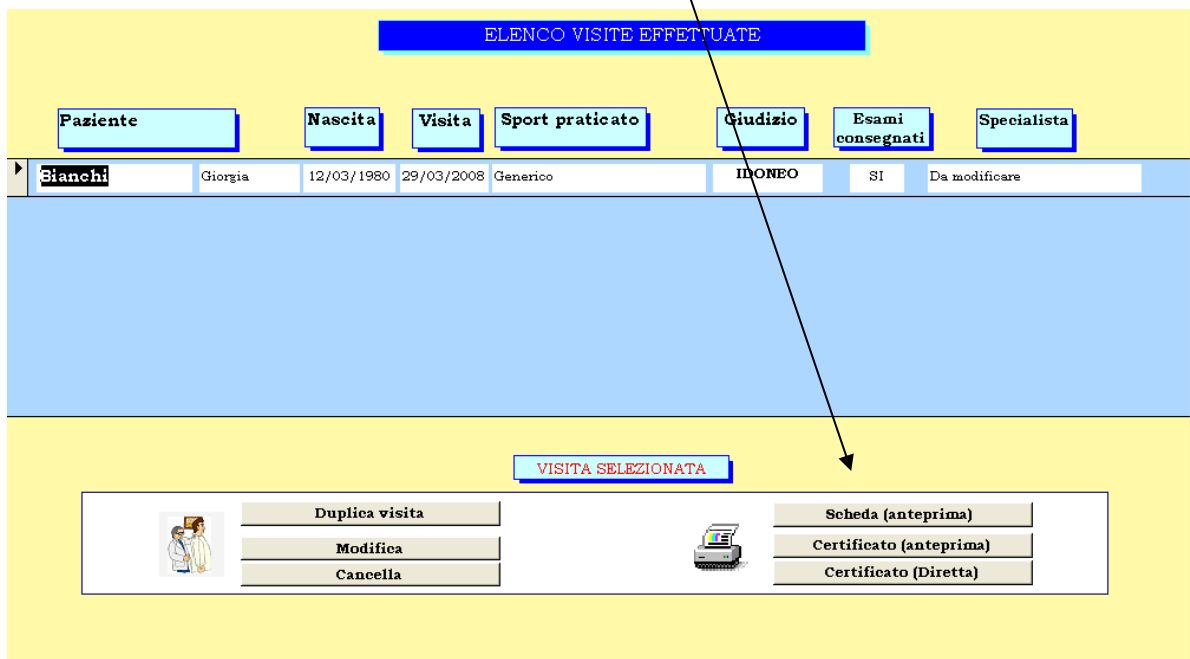 ELENCO VISITE EFFETTUATE
Paziente Nascita Visita Sport praticato Giudizio Esami consegnati Specialista
Bianchi Giorgia 12/03/1980 29/03/2008 Generico IDONEO SI Da modificare
VISITA SELEZIONATA
Duplica visita
Modifica
Cancella
Scheda (anteprima)
Certificato (anteprima)
Certificato (Diretta)